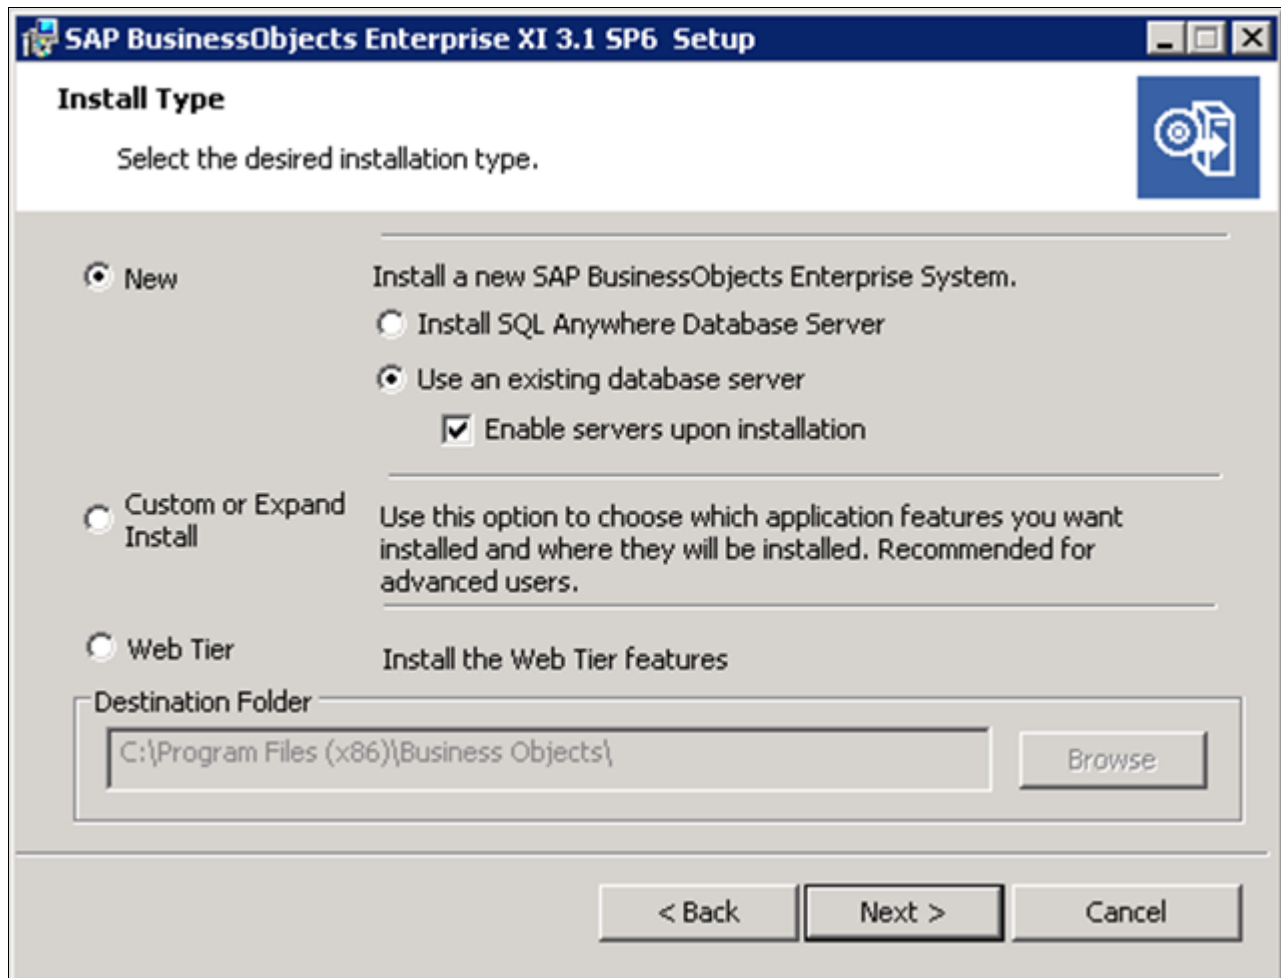 SAP BusinessObjects Enterprise XI 3.1 SP6 Setup
Install Type
Select the desired installation type.
New
Install a new SAP BusinessObjects Enterprise System.
Install SQL Anywhere Database Server
Use an existing database server
Enable servers upon installation
Custom or Expand
Install
Use this option to choose which application features you want
installed and where they will be installed. Recommended for
advanced users.
Web Tier
Install the Web Tier features
Destination Folder
C:\Program Files (x86)\Business Objects\
Browse
< Back
Next >
Cancel